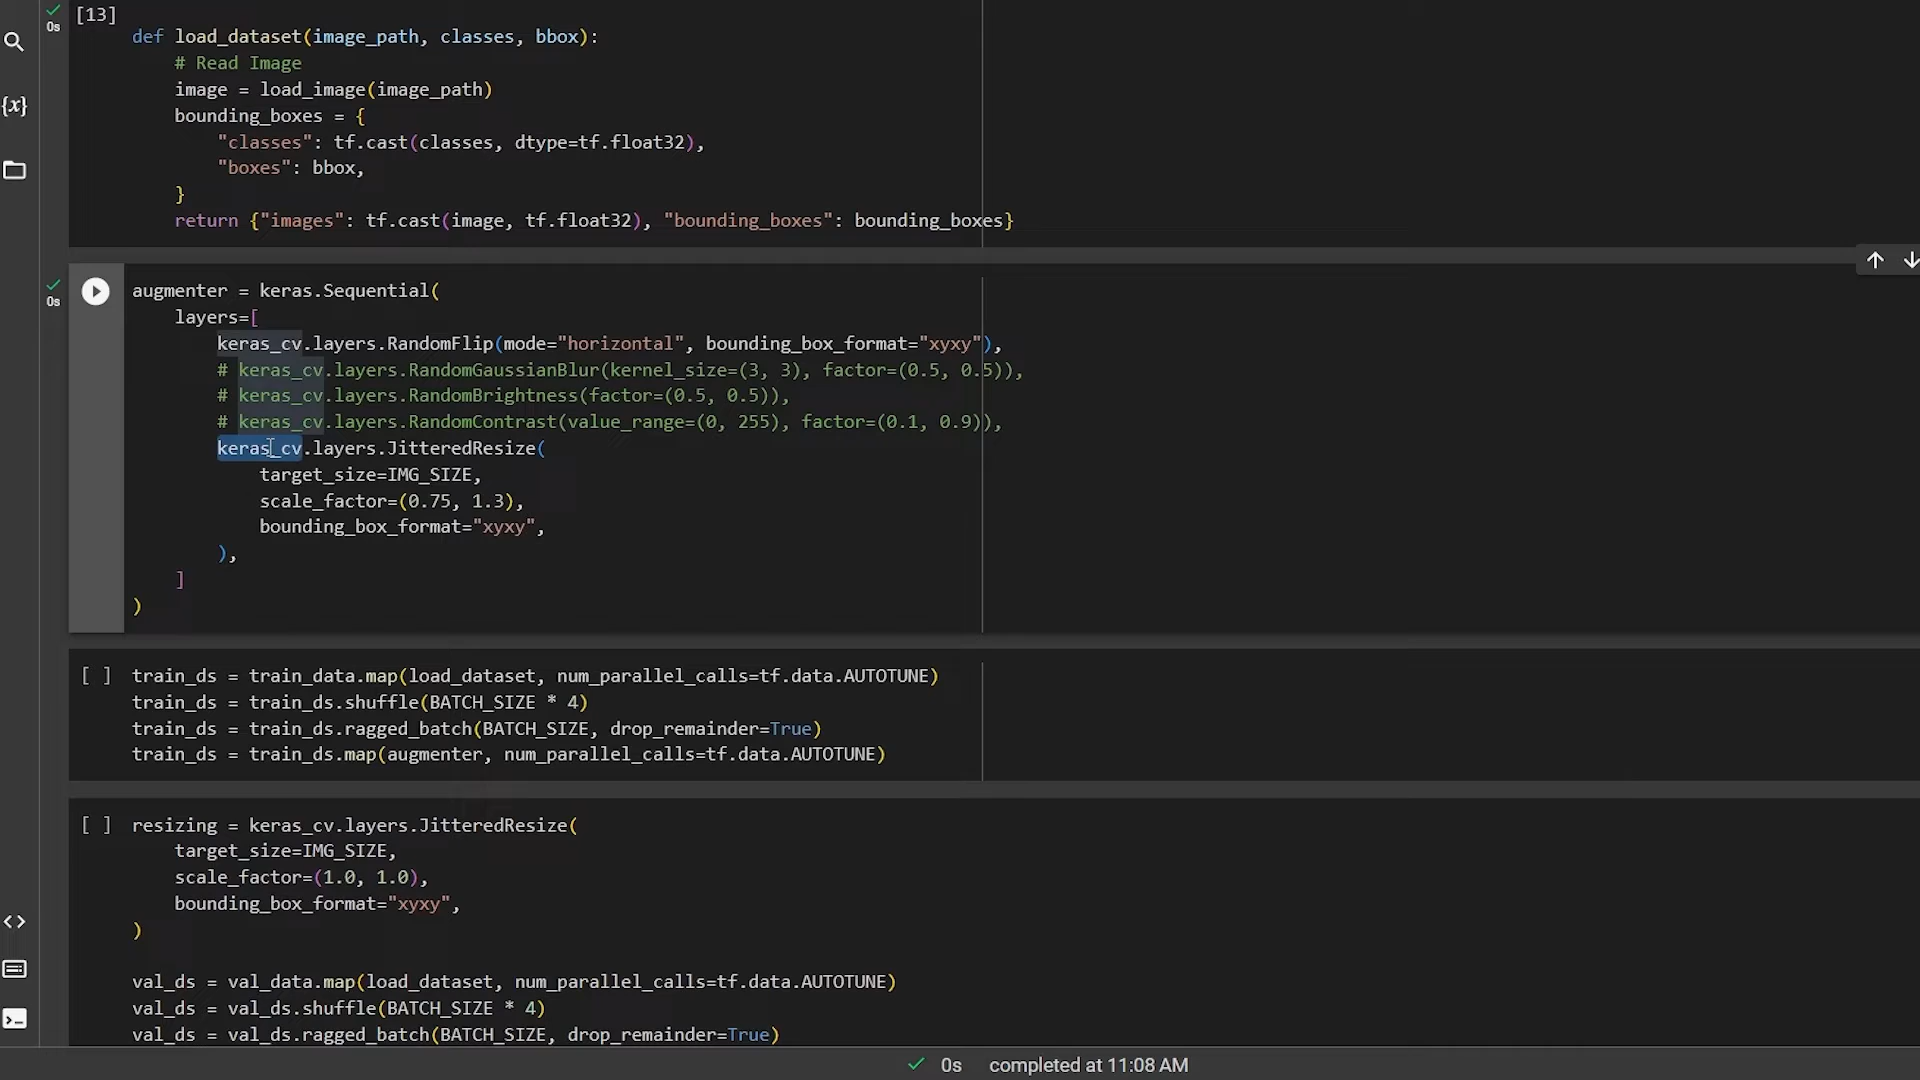 [13]
0s
def load_dataset(image_path, classes, bbox):
    # Read Image
    image = load_image(image_path)
    bounding_boxes = {
        "classes": tf.cast(classes, dtype=tf.float32),
        "boxes": bbox,
    }
    return {"images": tf.cast(image, tf.float32), "bounding_boxes": bounding_boxes}
{x}
0s
augmenter = keras.Sequential(
    layers=[
        keras_cv.layers.RandomFlip(mode="horizontal", bounding_box_format="xyxy"),
        # keras_cv.layers.RandomGaussianBlur(kernel_size=(3, 3), factor=(0.5, 0.5)),
        # keras_cv.layers.RandomBrightness(factor=(0.5, 0.5)),
        # keras_cv.layers.RandomContrast(value_range=(0, 255), factor=(0.1, 0.9)),
        keras_cv.layers.JitteredResize(
            target_size=IMG_SIZE,
            scale_factor=(0.75, 1.3),
            bounding_box_format="xyxy",
        ),
    ]
)
[ ] train_ds = train_data.map(load_dataset, num_parallel_calls=tf.data.AUTOTUNE)
train_ds = train_ds.shuffle(BATCH_SIZE * 4)
train_ds = train_ds.ragged_batch(BATCH_SIZE, drop_remainder=True)
train_ds = train_ds.map(augmenter, num_parallel_calls=tf.data.AUTOTUNE)
[ ] resizing = keras_cv.layers.JitteredResize(
    target_size=IMG_SIZE,
    scale_factor=(1.0, 1.0),
    bounding_box_format="xyxy",
)
val_ds = val_data.map(load_dataset, num_parallel_calls=tf.data.AUTOTUNE)
val_ds = val_ds.shuffle(BATCH_SIZE * 4)
val_ds = val_ds.ragged_batch(BATCH_SIZE, drop_remainder=True)
0s completed at 11:08 AM